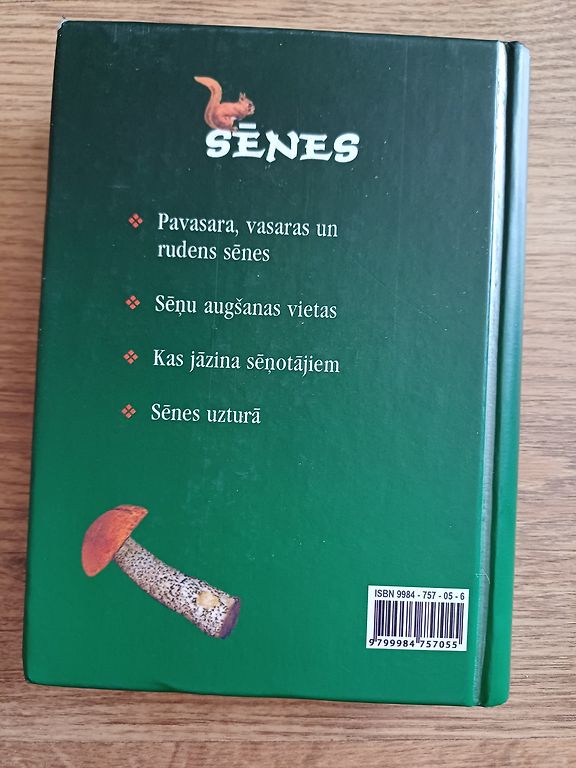 SĒNES
Pavasara, vasaras un
rudens sēnes
Sēņu augšanas vietas
Kas jāzina sēņotājiem
Sēnes uzturā
ISBN 9984 - 757 - 05 - 6
9799984757055